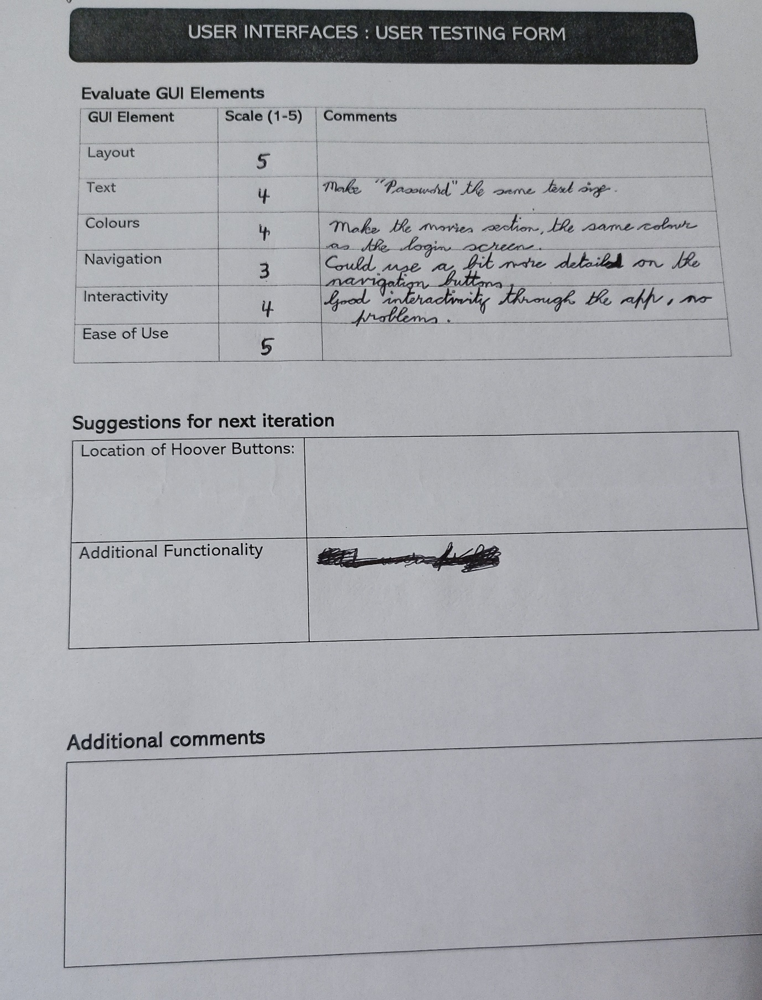 USER INTERFACES : USER TESTING FORM
Evaluate GUI Elements
GUI Element Scale (1-5) Comments
Layout 5
Text 4 Make "Password" the same text size.
Colours 4 Make the movies section, the same colour
as the login screen.
Navigation 3 Could use a bit more detail on the
navigation buttons.
Interactivity 4 Good interactivity through the app, no
problems.
Ease of Use 5
Suggestions for next iteration
Location of Hoover Buttons:
Additional Functionality
Additional comments